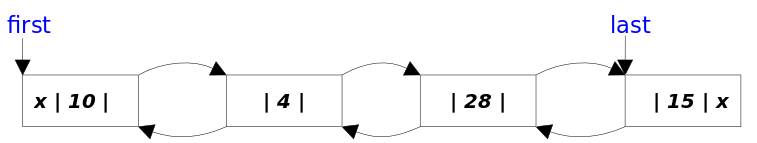 first
last
x | 10 |
| 4 |
| 28 |
| 15 | x